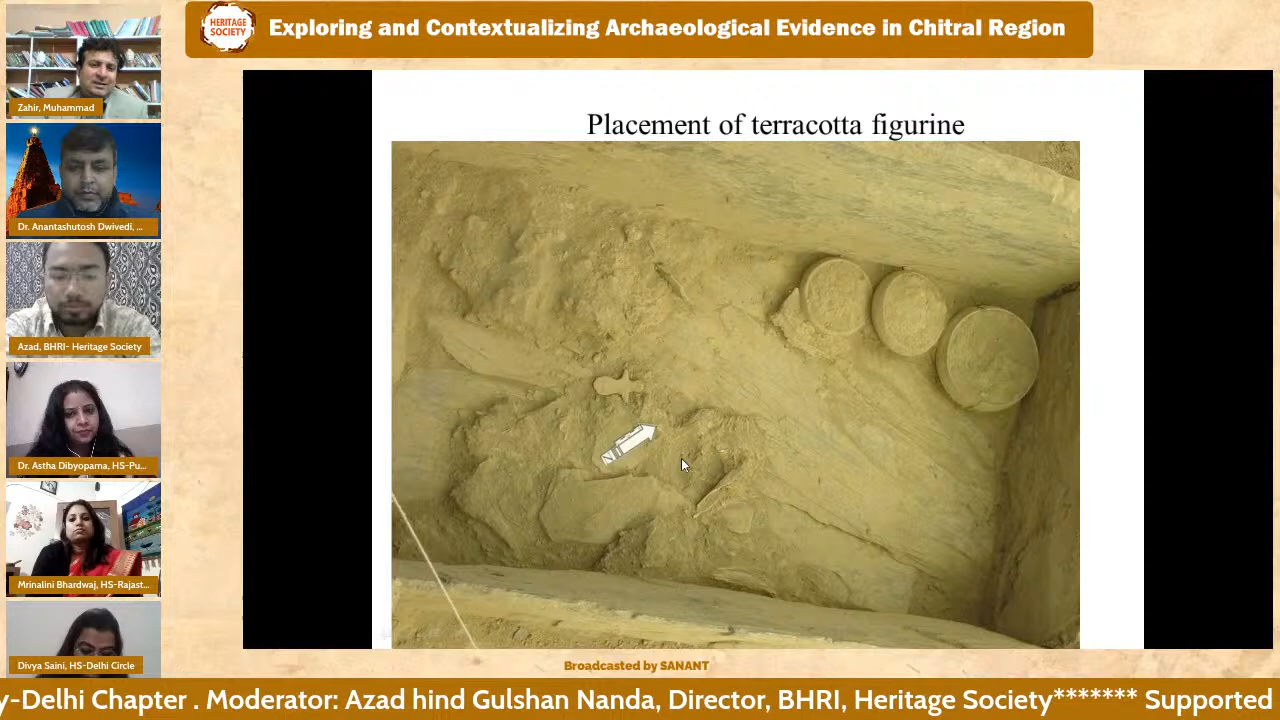 HERITAGE
SOCIETY
Exploring and Contextualizing Archaeological Evidence in Chitral Region
Zahir, Muhammad
Dr. Anantashutosh Dwivedi, ...
Azad, BHRI- Heritage Society
Dr. Astha Dibyopama, HS-Pu...
Mrinalini Bhardwaj, HS-Rajast...
Divya Saini, HS-Delhi Circle
Placement of terracotta figurine
Broadcasted by SANANT
y-Delhi Chapter . Moderator: Azad hind Gulshan Nanda, Director, BHRI, Heritage Society******* Supported